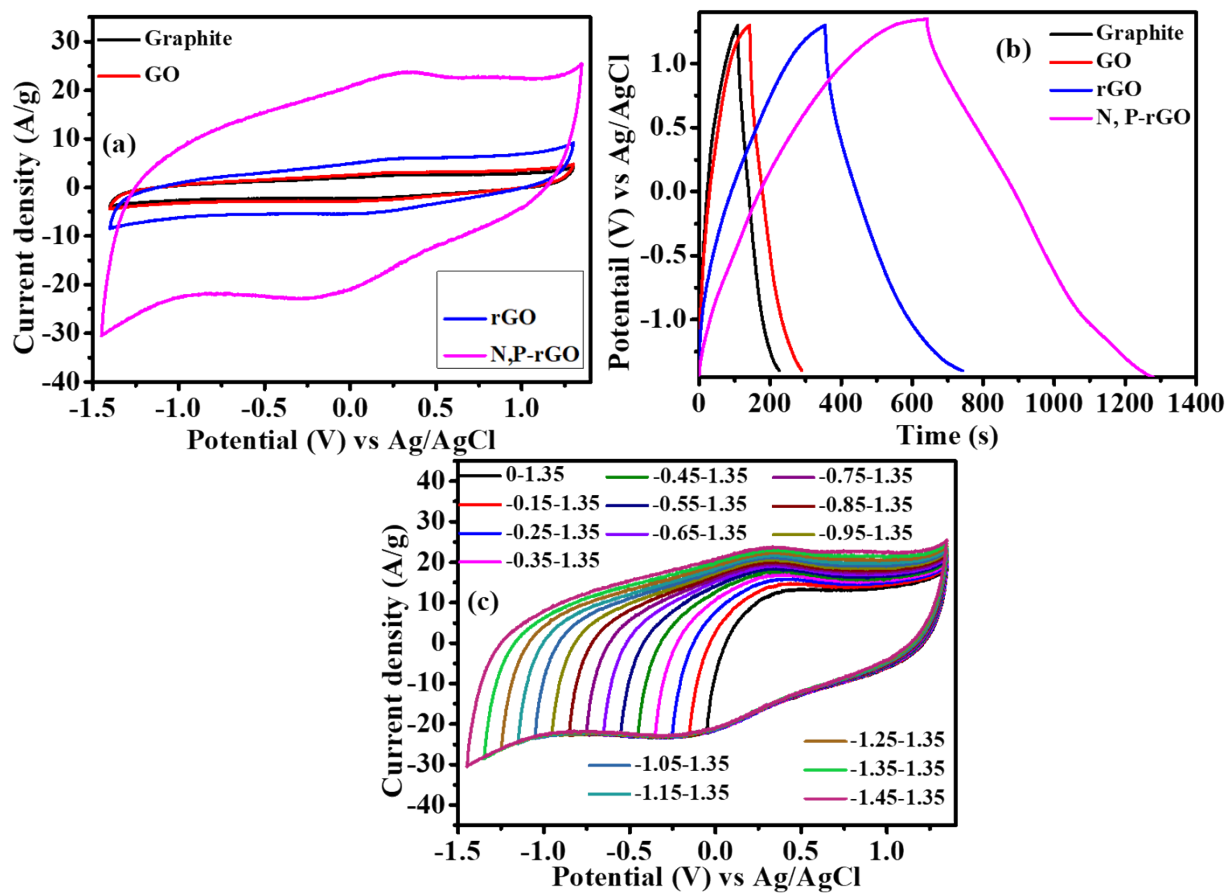 35
30
20
10
0
-10
-20
-30
-40
Current density (A/g)
Graphite
GO
(a)
rGO
N,P-rGO
-1.5 -1.0 -0.5 0.0 0.5 1.0
Potential (V) vs Ag/AgCl
1.0
0.5
0.0
-0.5
-1.0
Potentail (V) vs Ag/AgCl
(b)
Graphite
GO
rGO
N, P-rGO
0 200 400 600 800 1000 1200 1400
Time (s)
40
30
20
10
0
-10
-20
-30
-40
Current density (A/g)
0-1.35
-0.15-1.35
-0.25-1.35
-0.35-1.35
-0.45-1.35
-0.55-1.35
-0.65-1.35
-0.75-1.35
-0.85-1.35
-0.95-1.35
(c)
-1.05-1.35
-1.15-1.35
-1.25-1.35
-1.35-1.35
-1.45-1.35
-1.5 -1.0 -0.5 0.0 0.5 1.0
Potential (V) vs Ag/AgCl